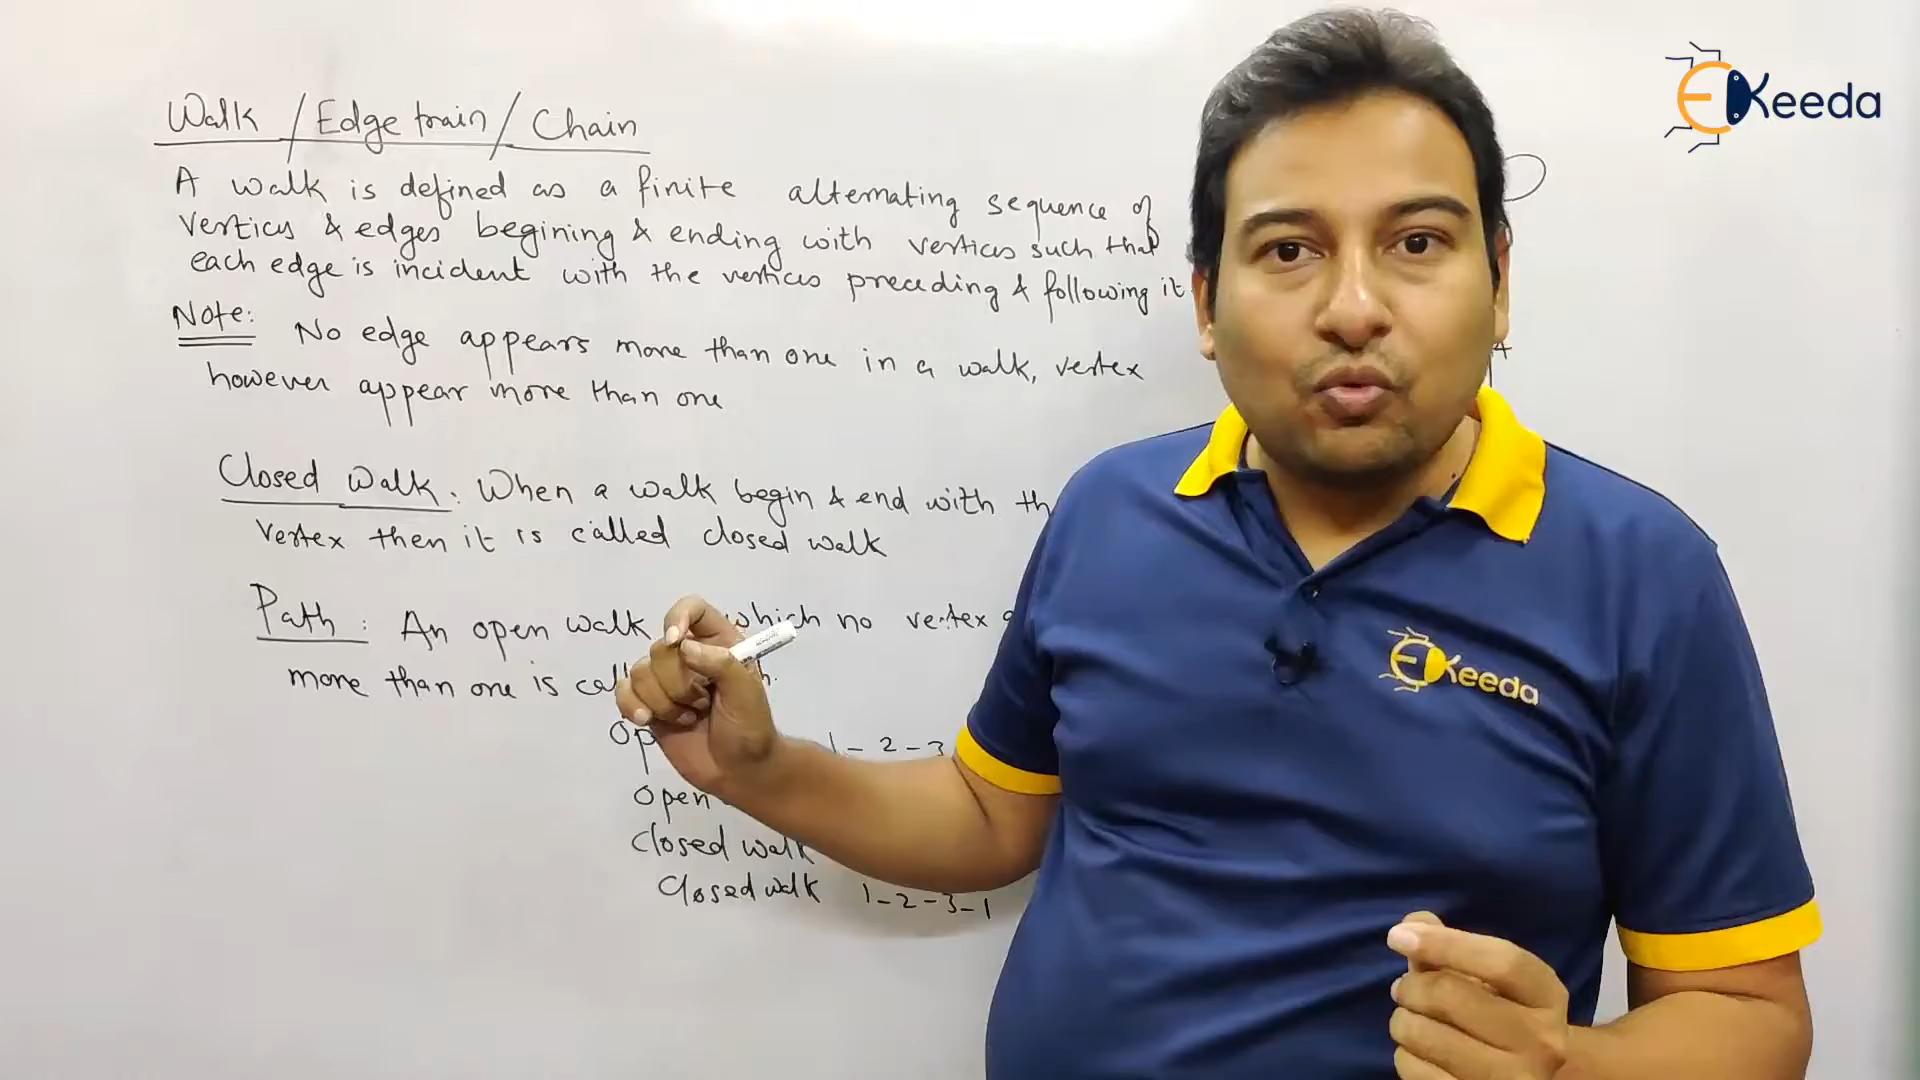 EKeeda
Walk / Edge train / Chain
A walk is defined as a finite alternating sequence of
vertices & edges begining & ending with vertices such that
each edge is incident with the vertices preceding & following it
Note: No edge appears more than one in a walk, vertex
however appear more than one
Closed Walk: When a walk begin & end with
vertex then it is called closed walk
Path: An open walk which no vertex
more than one is
1-2-3
open
closed walk
Closed walk 1-2-3-1
4
EKeeda